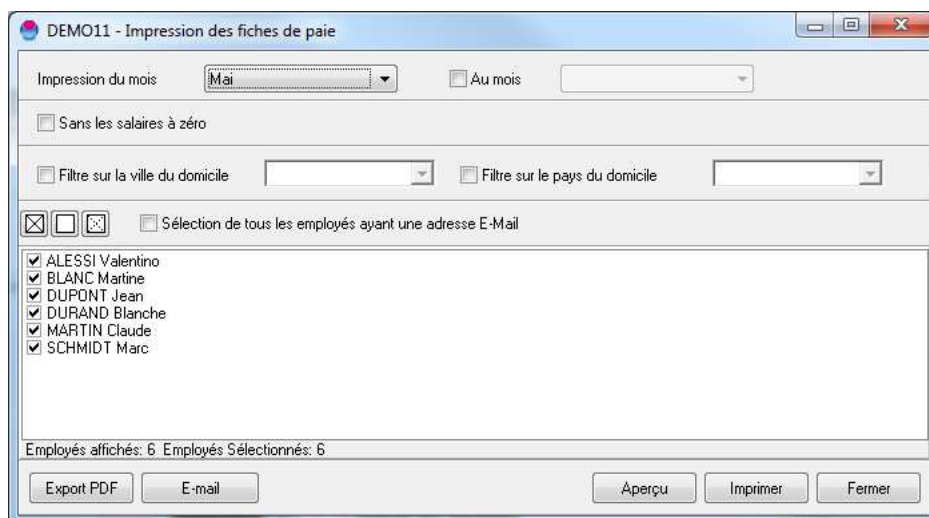 DEMO11 - Impression des fiches de paie
Impression du mois Mai Au mois
Sans les salaires à zéro
Filtre sur la ville du domicile Filtre sur le pays du domicile
Sélection de tous les employés ayant une adresse E-Mail
ALESSI Valentino
BLANC Martine
DUPONT Jean
DURAND Blanche
MARTIN Claude
SCHMIDT Marc
Employés affichés: 6 Employés Sélectionnés: 6
Export PDF E-mail Aperçu Imprimer Fermer